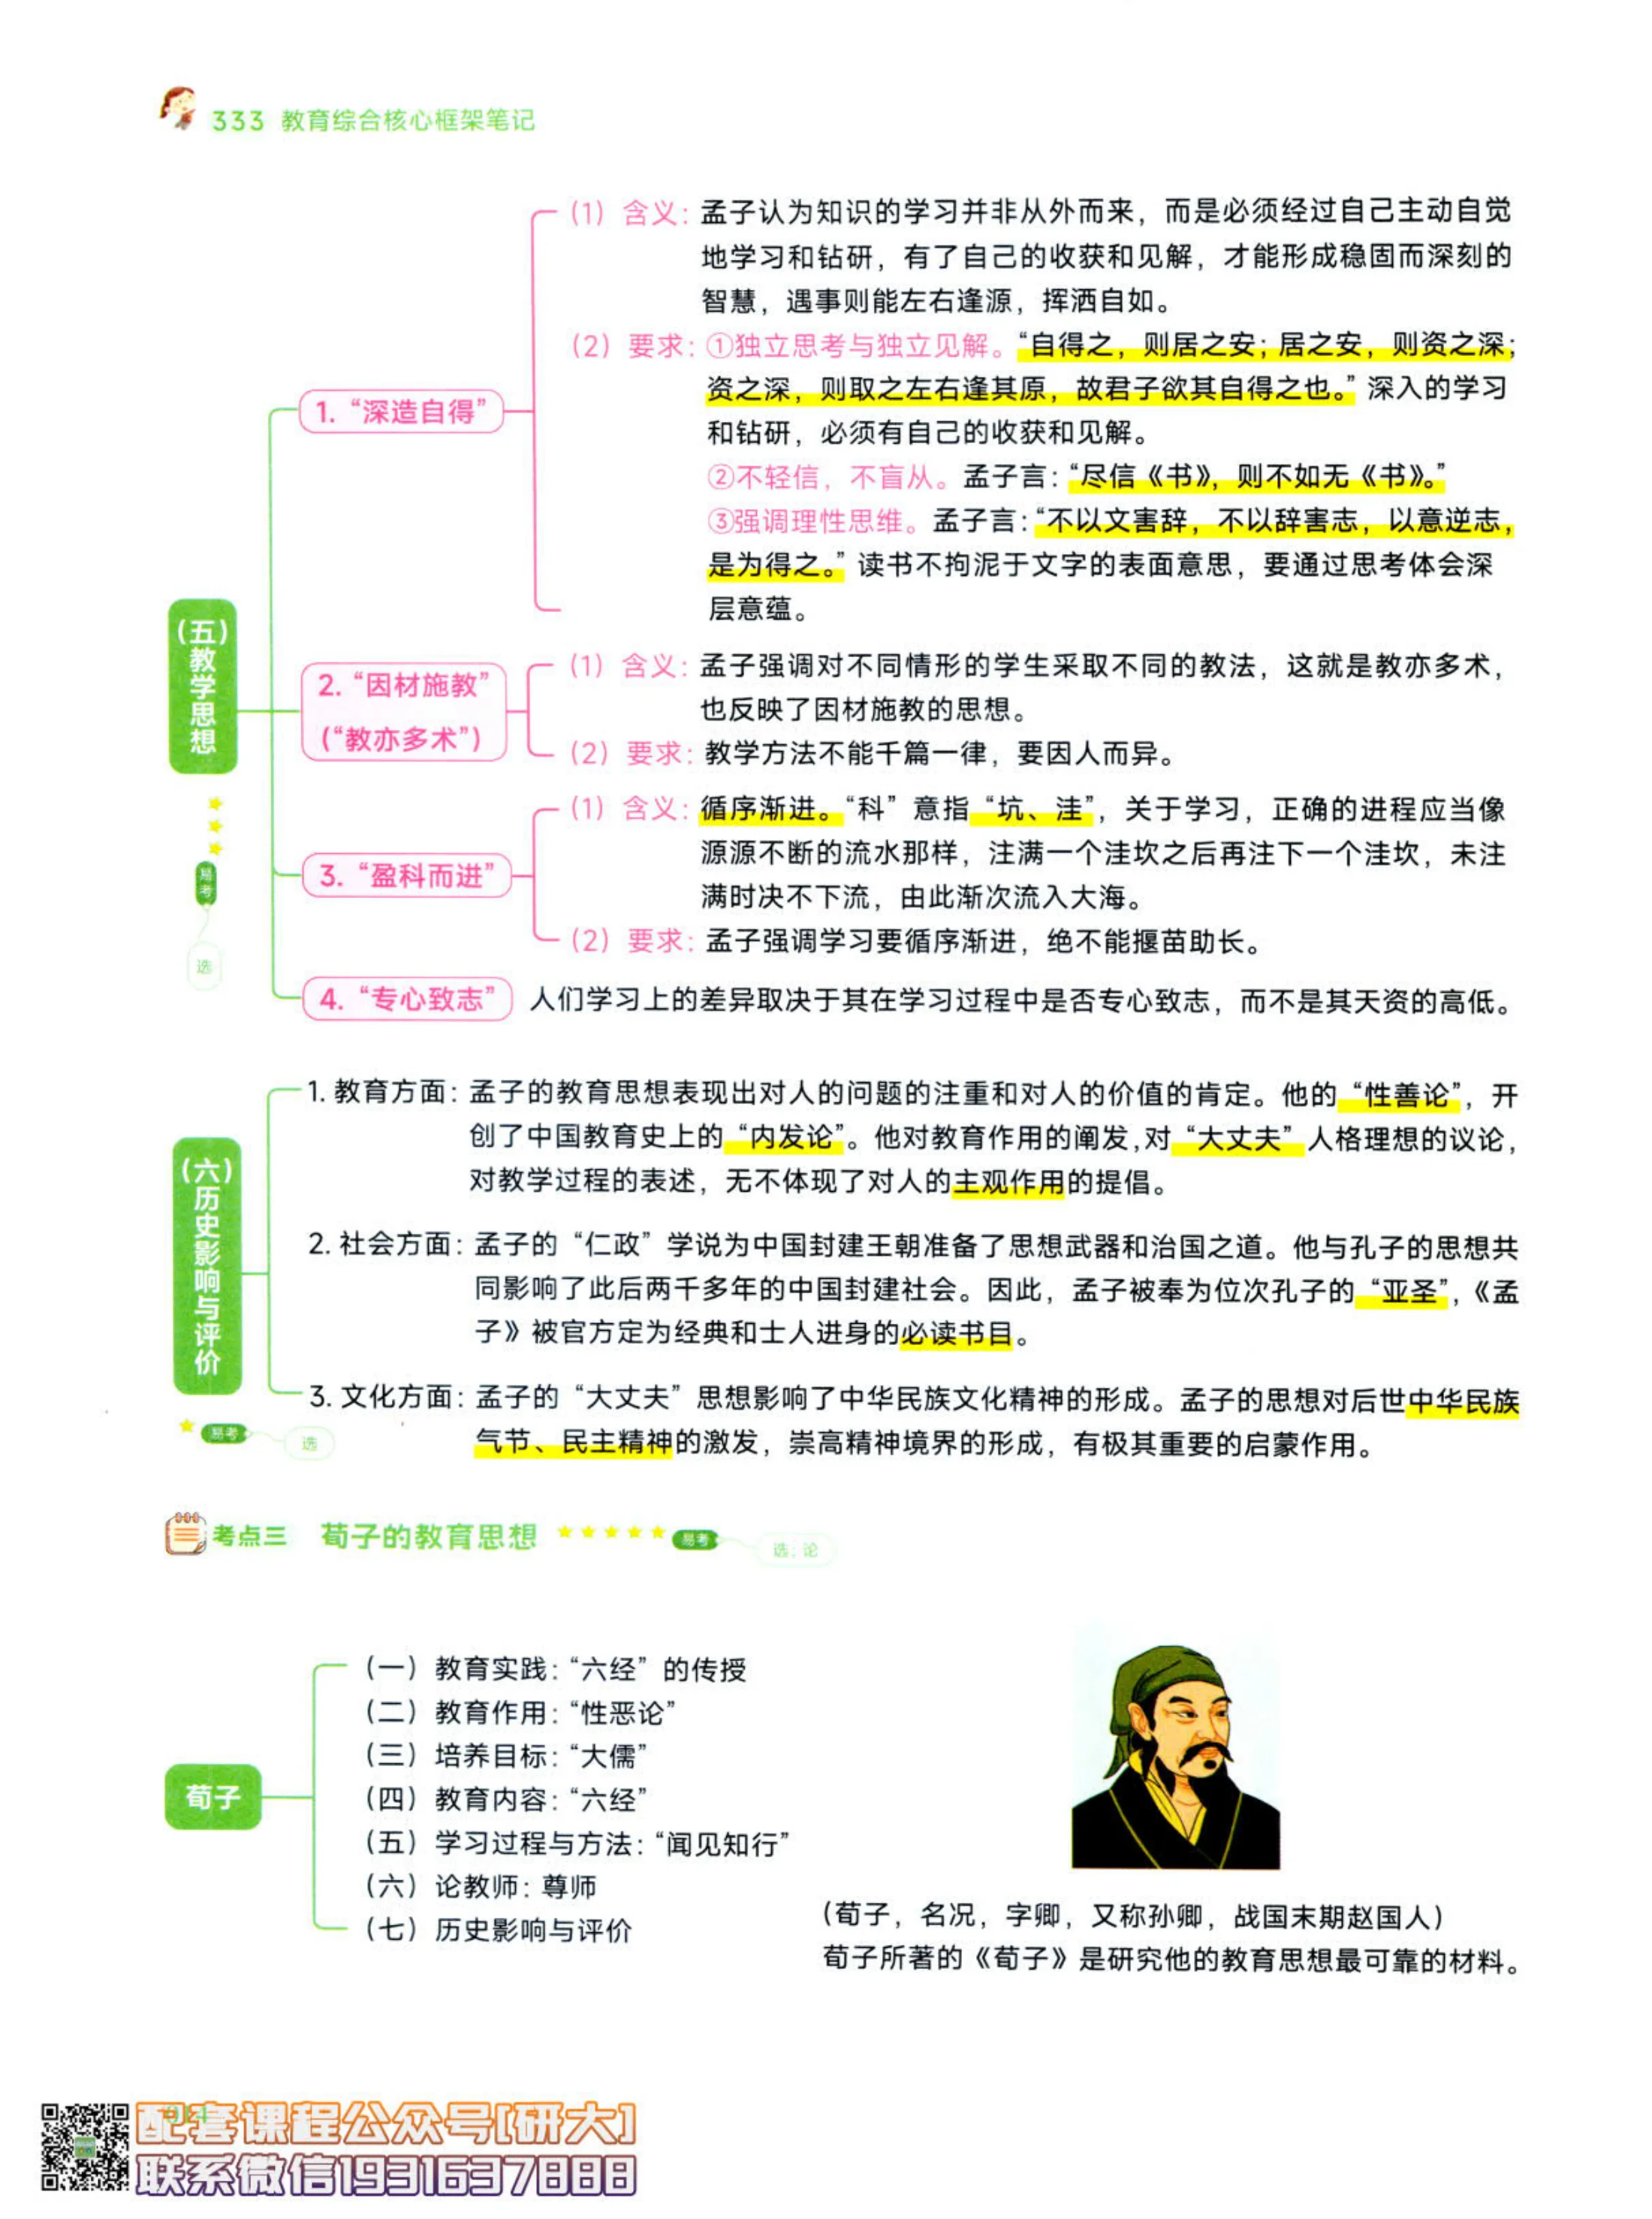 333 教育综合核心框架笔记
(五)教学思想
易考
选
1. “深造自得”
(1) 含义: 孟子认为知识的学习并非从外而来，而是必须经过自己主动自觉
地学习和钻研，有了自己的收获和见解，才能形成稳固而深刻的
智慧，遇事则能左右逢源，挥洒自如。
(2) 要求: ①独立思考与独立见解。“自得之，则居之安；居之安，则资之深；
资之深，则取之左右逢其原，故君子欲其自得之也。”深入的学习
和钻研，必须有自己的收获和见解。
②不轻信，不盲从。孟子言：“尽信《书》，则不如无《书》。”
③强调理性思维。孟子言：“不以文害辞，不以辞害志，以意逆志，
是为得之。”读书不拘泥于文字的表面意思，要通过思考体会深
层意蕴。
2. “因材施教”
(“教亦多术”)
(1) 含义: 孟子强调对不同情形的学生采取不同的教法，这就是教亦多术，
也反映了因材施教的思想。
(2) 要求: 教学方法不能千篇一律，要因人而异。
3. “盈科而进”
(1) 含义: 循序渐进。“科”意指“坑、洼”，关于学习，正确的进程应当像
源源不断的流水那样，注满一个洼坎之后再注下一个洼坎，未注
满时决不下流，由此渐次流入大海。
(2) 要求: 孟子强调学习要循序渐进，绝不能揠苗助长。
4. “专心致志” 人们学习上的差异取决于其在学习过程中是否专心致志，而不是其天资的高低。
(六)历史影响与评价
易考
选
1. 教育方面: 孟子的教育思想表现出对人的问题的注重和对人的价值的肯定。他的“性善论”，开
创了中国教育史上的“内发论”。他对教育作用的阐发,对“大丈夫”人格理想的议论，
对教学过程的表述，无不体现了对人的主观作用的提倡。
2. 社会方面: 孟子的“仁政”学说为中国封建王朝准备了思想武器和治国之道。他与孔子的思想共
同影响了此后两千多年的中国封建社会。因此，孟子被奉为位次孔子的“亚圣”，《孟
子》被官方定为经典和士人进身的必读书目。
3. 文化方面: 孟子的“大丈夫”思想影响了中华民族文化精神的形成。孟子的思想对后世中华民族
气节、民主精神的激发，崇高精神境界的形成，有极其重要的启蒙作用。
考点三 荀子的教育思想 易考 选; 论
荀子
(一) 教育实践: “六经”的传授
(二) 教育作用: “性恶论”
(三) 培养目标: “大儒”
(四) 教育内容: “六经”
(五) 学习过程与方法: “闻见知行”
(六) 论教师: 尊师
(七) 历史影响与评价
(荀子，名况，字卿，又称孙卿，战国末期赵国人)
荀子所著的《荀子》是研究他的教育思想最可靠的材料。
配套课程公众号[研大]
联系微信1931637888